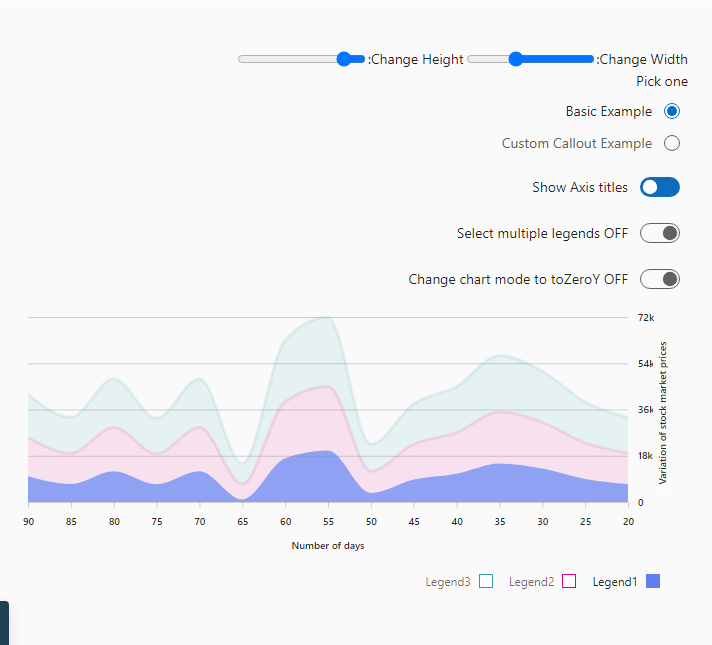 :Change Height :Change Width
Pick one
Basic Example
Custom Callout Example
Show Axis titles
Select multiple legends OFF
Change chart mode to toZeroY OFF
72k
54k
36k
18k
0
Variation of stock market prices
90 85 80 75 70 65 60 55 50 45 40 35 30 25 20
Number of days
Legend3 Legend2 Legend1